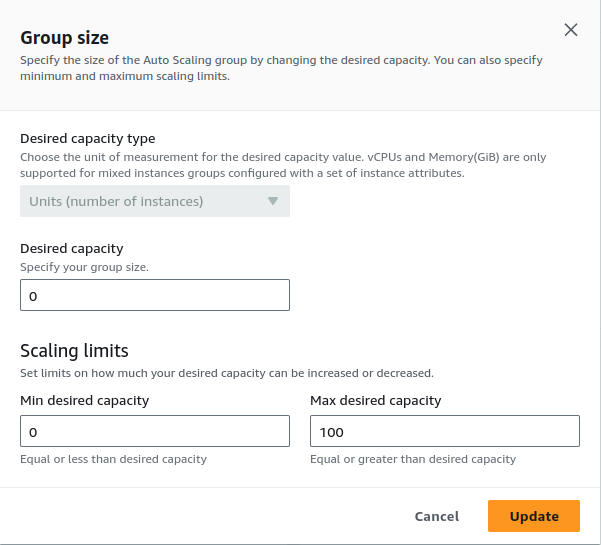 Group size
Specify the size of the Auto Scaling group by changing the desired capacity. You can also specify
minimum and maximum scaling limits.
Desired capacity type
Choose the unit of measurement for the desired capacity value. vCPUs and Memory(GiB) are only
supported for mixed instances groups configured with a set of instance attributes.
Units (number of instances)
Desired capacity
Specify your group size.
0
Scaling limits
Set limits on how much your desired capacity can be increased or decreased.
Min desired capacity
0
Equal or less than desired capacity
Max desired capacity
100
Equal or greater than desired capacity
Cancel
Update